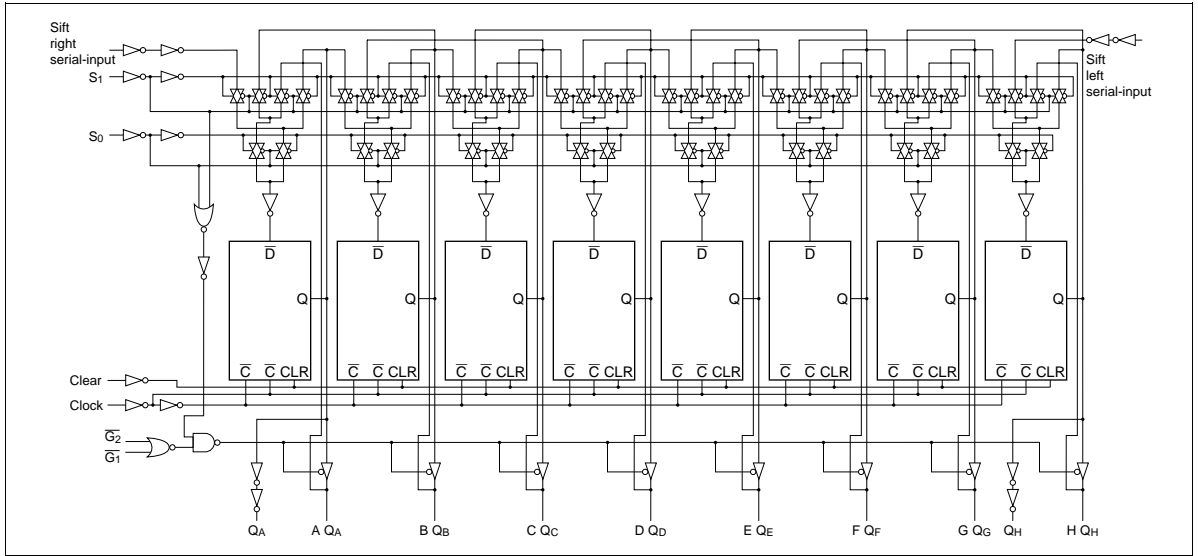 Sift
right
serial-input
S1
S0
Sift
left
serial-input
D D D D D D D D
Q Q Q Q Q Q Q Q
C C CLR C C CLR C C CLR C C CLR C C CLR C C CLR C C CLR C C CLR
Clear
Clock
G2
G1
QA A QA B QB C QC D QD E QE F QF G QG QH H QH